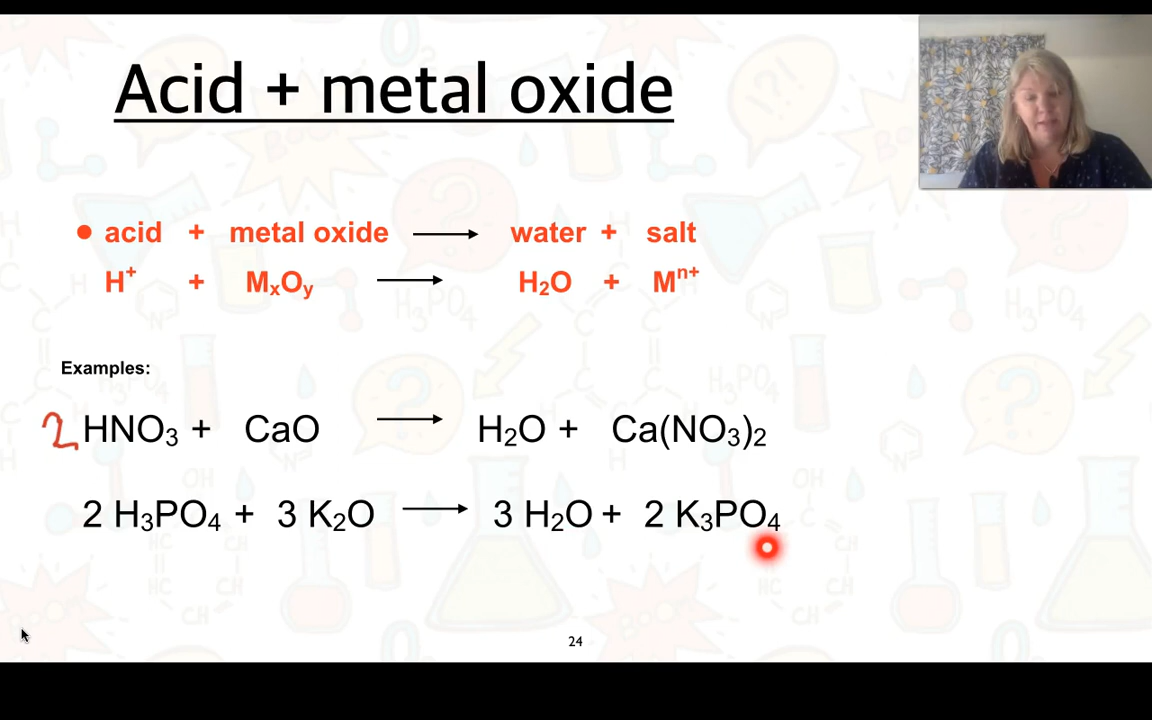 Acid + metal oxide
• acid + metal oxide ⟶ water + salt
H⁺ + MₓOᵧ ⟶ H₂O + Mⁿ⁺
Examples:
2 HNO₃ + CaO ⟶ H₂O + Ca(NO₃)₂
2 H₃PO₄ + 3 K₂O ⟶ 3 H₂O + 2 K₃PO₄
24